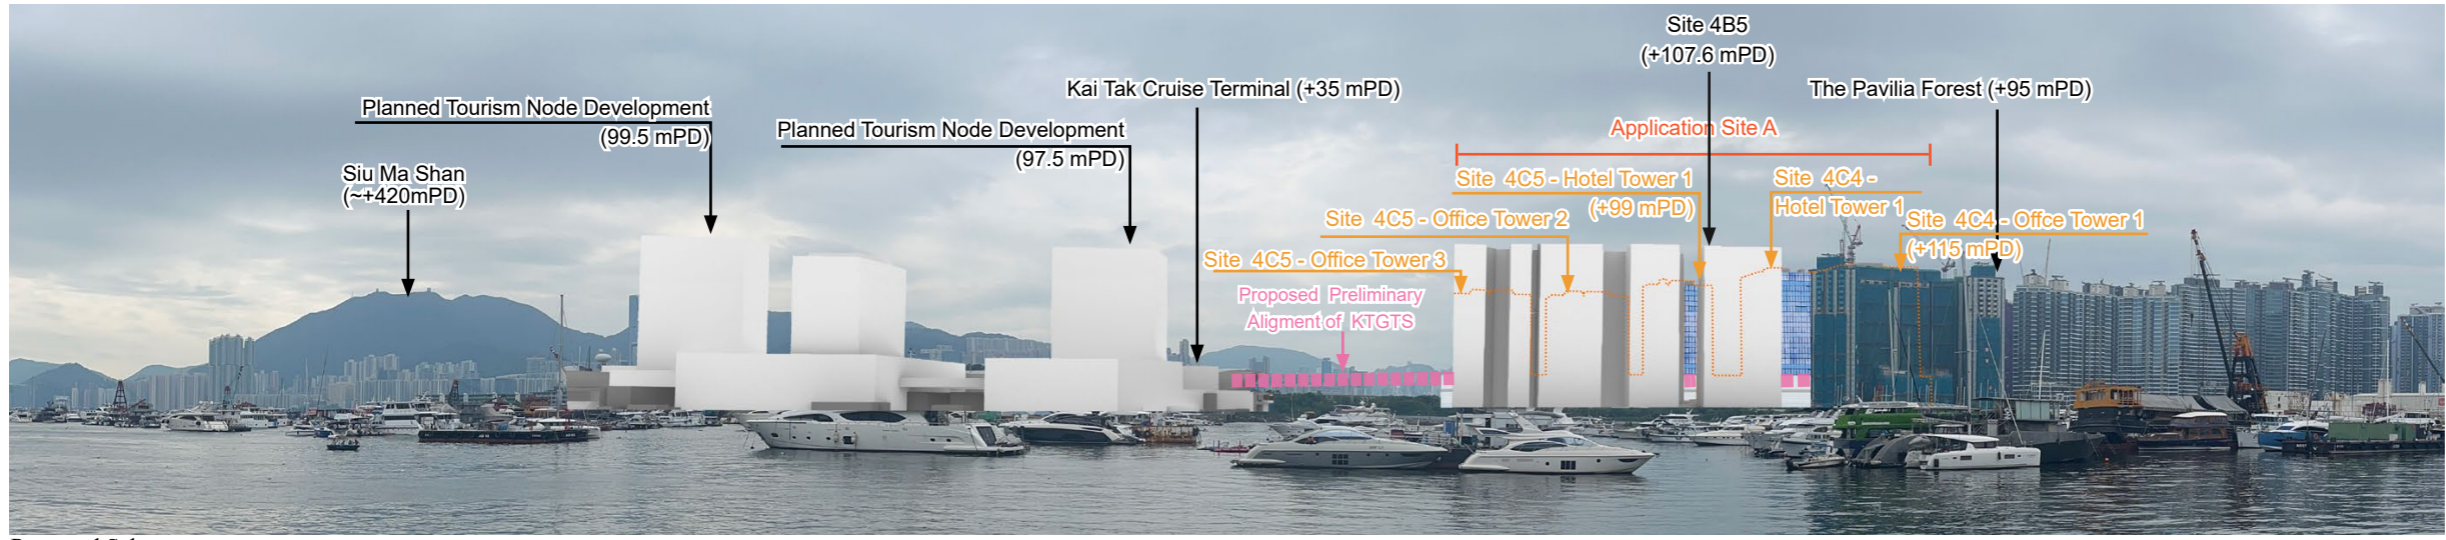 Site 4B5
(+107.6 mPD)
Kai Tak Cruise Terminal (+35 mPD)
The Pavilia Forest (+95 mPD)
Planned Tourism Node Development
(99.5 mPD)
Planned Tourism Node Development
(97.5 mPD)
Application Site A
Siu Ma Shan
(~+420mPD)
Site 4C5 - Hotel Tower 1
(+99 mPD)
Site 4C4 -
Hotel Tower 1
Site 4C5 - Office Tower 2
Site 4C4 - Offce Tower 1
(+115 mPD)
Site 4C5 - Office Tower 3
Proposed Preliminary
Aligment of KTGTS